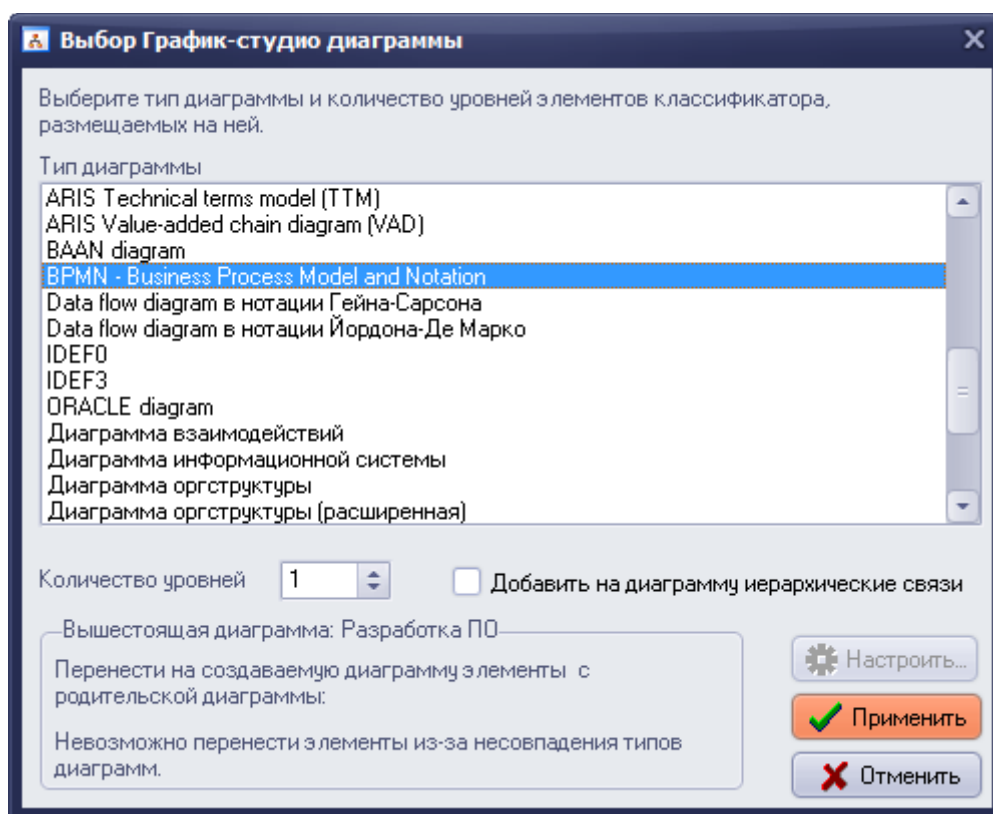 Выбор График-студио диаграммы
Выберите тип диаграммы и количество уровней элементов классификатора,
размещаемых на ней.
Тип диаграммы
ARIS Technical terms model (TTM)
ARIS Value-added chain diagram (VAD)
BAAN diagram
BPMN - Business Process Model and Notation
Data flow diagram в нотации Гейна-Сарсона
Data flow diagram в нотации Йордона-Де Марко
IDEF0
IDEF3
ORACLE diagram
Диаграмма взаимодействий
Диаграмма информационной системы
Диаграмма оргструктуры
Диаграмма оргструктуры (расширенная)
Количество уровней 1 Добавить на диаграмму иерархические связи
Вышестоящая диаграмма: Разработка ПО
Перенести на создаваемую диаграмму элементы с
родительской диаграммы:
Невозможно перенести элементы из-за несовпадения типов
диаграмм.
Настроить...
Применить
Отменить